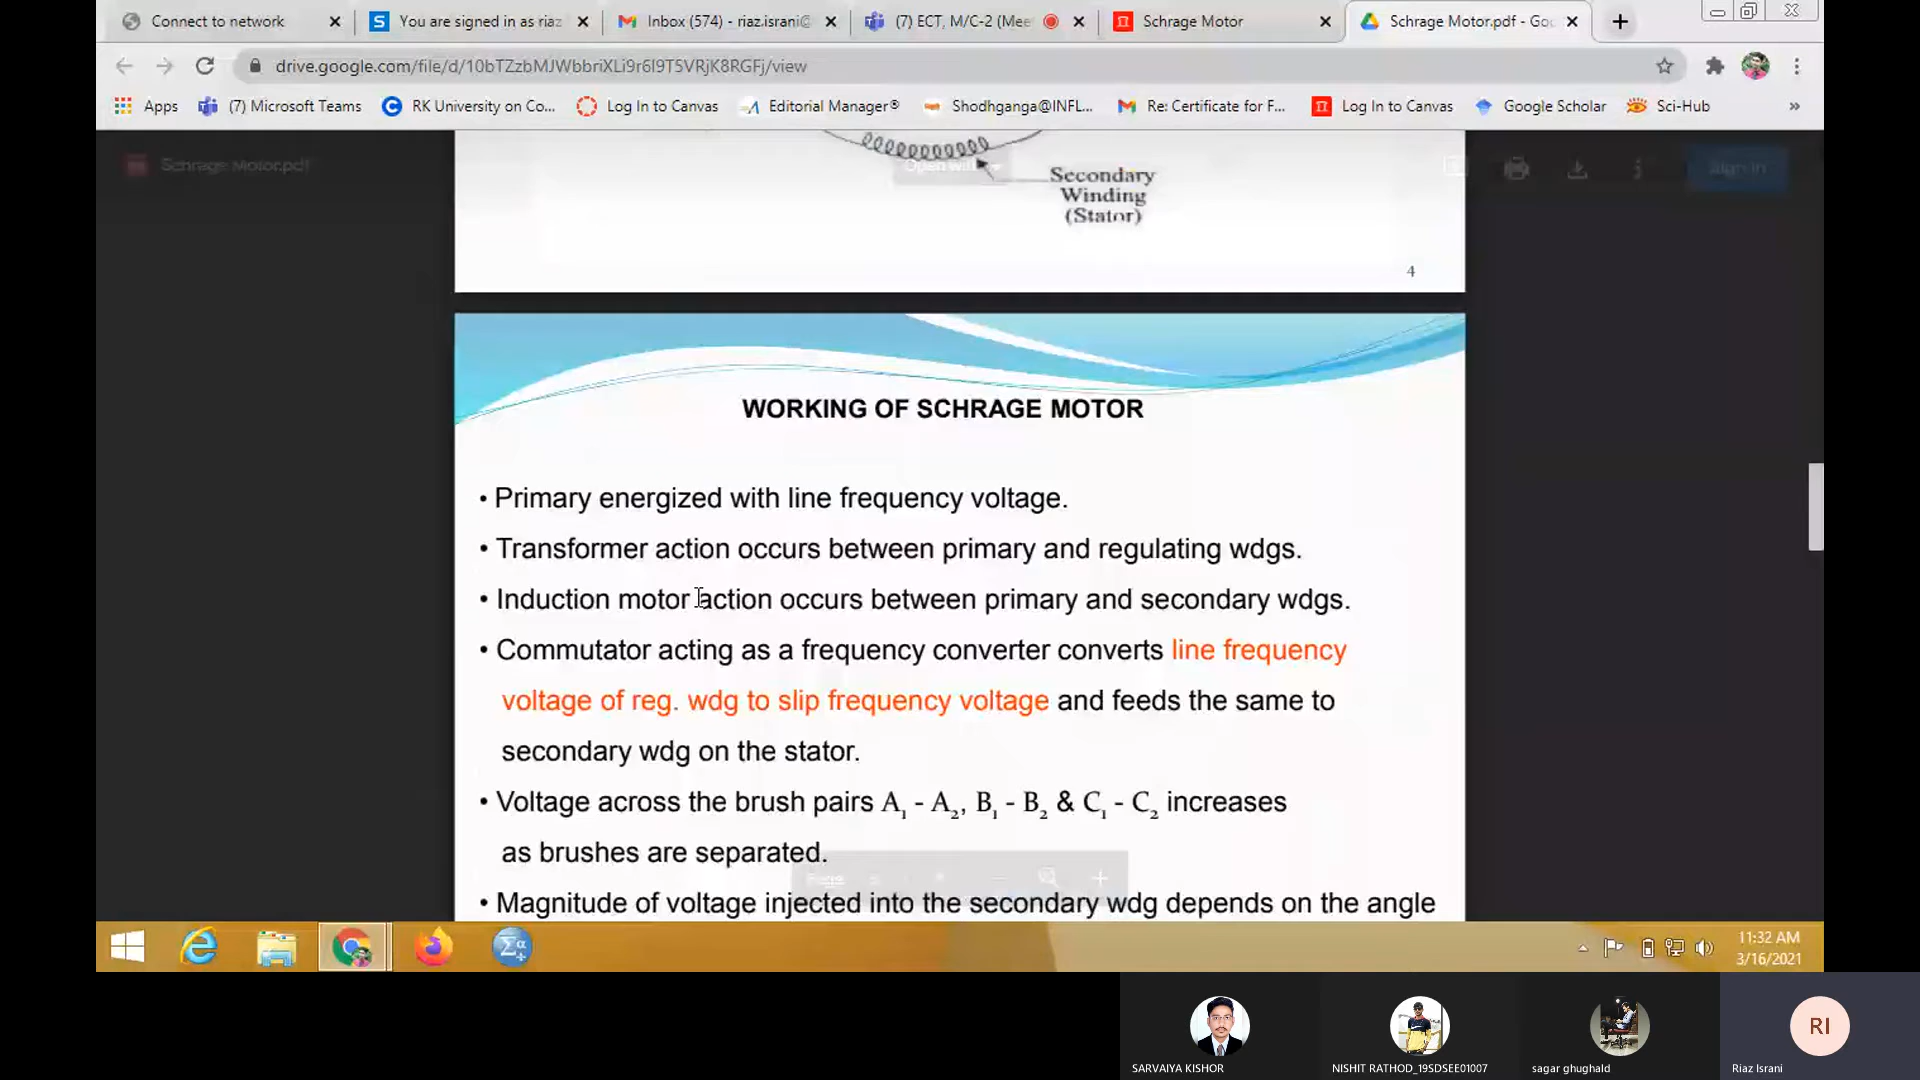 Connect to network
You are signed in as riaz
Inbox (574) - riaz.israni@
(7) ECT, M/C-2 (Mee
Schrage Motor
Schrage Motor.pdf - Goo
drive.google.com/file/d/10bTZzbMJWbbriXLi9r6I9T5VRjK8RGFj/view
Apps
(7) Microsoft Teams
RK University on Co...
Log In to Canvas
Editorial Manager®
Shodhganga@INFL...
Re: Certificate for F...
Log In to Canvas
Google Scholar
Sci-Hub
»
Schrage Motor.pdf
Open with
Sign in
Secondary
Winding
(Stator)
4
WORKING OF SCHRAGE MOTOR
• Primary energized with line frequency voltage.
• Transformer action occurs between primary and regulating wdgs.
• Induction motor action occurs between primary and secondary wdgs.
• Commutator acting as a frequency converter converts line frequency
voltage of reg. wdg to slip frequency voltage and feeds the same to
secondary wdg on the stator.
• Voltage across the brush pairs A₁ - A₂, B₁ - B₂ & C₁ - C₂ increases
as brushes are separated.
• Magnitude of voltage injected into the secondary wdg depends on the angle
11:32 AM
3/16/2021
RI
SARVAIYA KISHOR
NISHIT RATHOD_19SDSEE01007
sagar ghughald
Riaz Israni